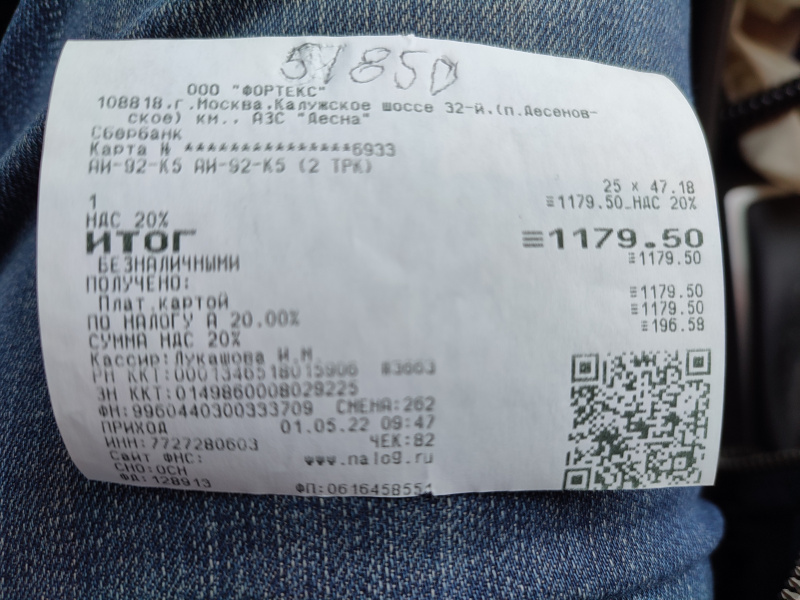 51850
ООО "ФОРТЕКС"
108818.г.Москва.Калужское шоссе 32-й.(п.Десенов-
ское) км., АЗС "Десна"
Сбербанк
Карта № ***************6933
АИ-92-К5 АИ-92-К5 (2 ТРК)
25 × 47.18
1 ≡1179.50_НДС 20%
НДС 20%
ИТОГ ≡1179.50
БЕЗНАЛИЧНЫМИ ≡1179.50
ПОЛУЧЕНО:
Плат.картой ≡1179.50
ПО НАЛОГУ А 20.00% ≡1179.50
СУММА НДС 20% ≡196.58
Кассир:Лукашова И.М
РН ККТ:0001346518015906 #3663
ЗН ККТ:0149860008029225
ФН:9960440300333709 СМЕНА:262
ПРИХОД 01.05.22 09:47
ИНН:7727280603 ЧЕК:82
Сайт ФНС: www.nalog.ru
СНО:ОСН
ФД:128913 ФП:0616458554